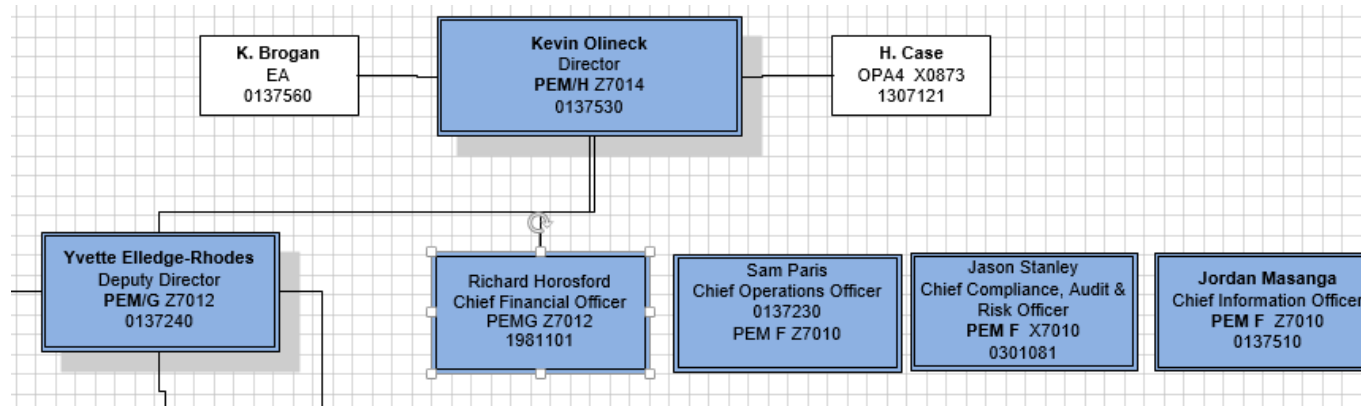 K. Brogan
EA
0137560
Kevin Olineck
Director
PEM/H Z7014
0137530
H. Case
OPA4 X0873
1307121
Yvette Elledge-Rhodes
Deputy Director
PEM/G Z7012
0137240
Richard Horosford
Chief Financial Officer
PEMG Z7012
1981101
Sam Paris
Chief Operations Officer
0137230
PEM F Z7010
Jason Stanley
Chief Compliance, Audit &
Risk Officer
PEM F X7010
0301081
Jordan Masanga
Chief Information Officer
PEM F Z7010
0137510